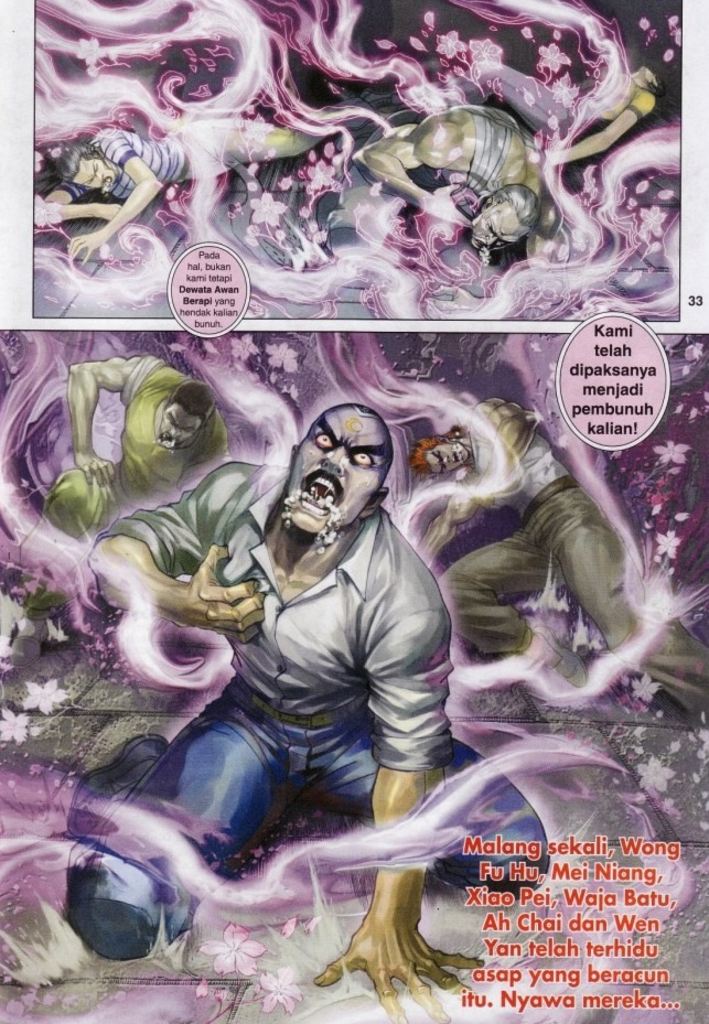 Pada
hal, bukan
kami tetapi
Dewata Awan
Berapi yang
hendak kalian
bunuh.
33
Kami
telah
dipaksanya
menjadi
pembunuh
kalian!
Malang sekali, Wong
Fu Hu, Mei Niang,
Xiao Pei, Waja Batu,
Ah Chai dan Wen
Yan telah terhidu
asap yang beracun
itu. Nyawa mereka...